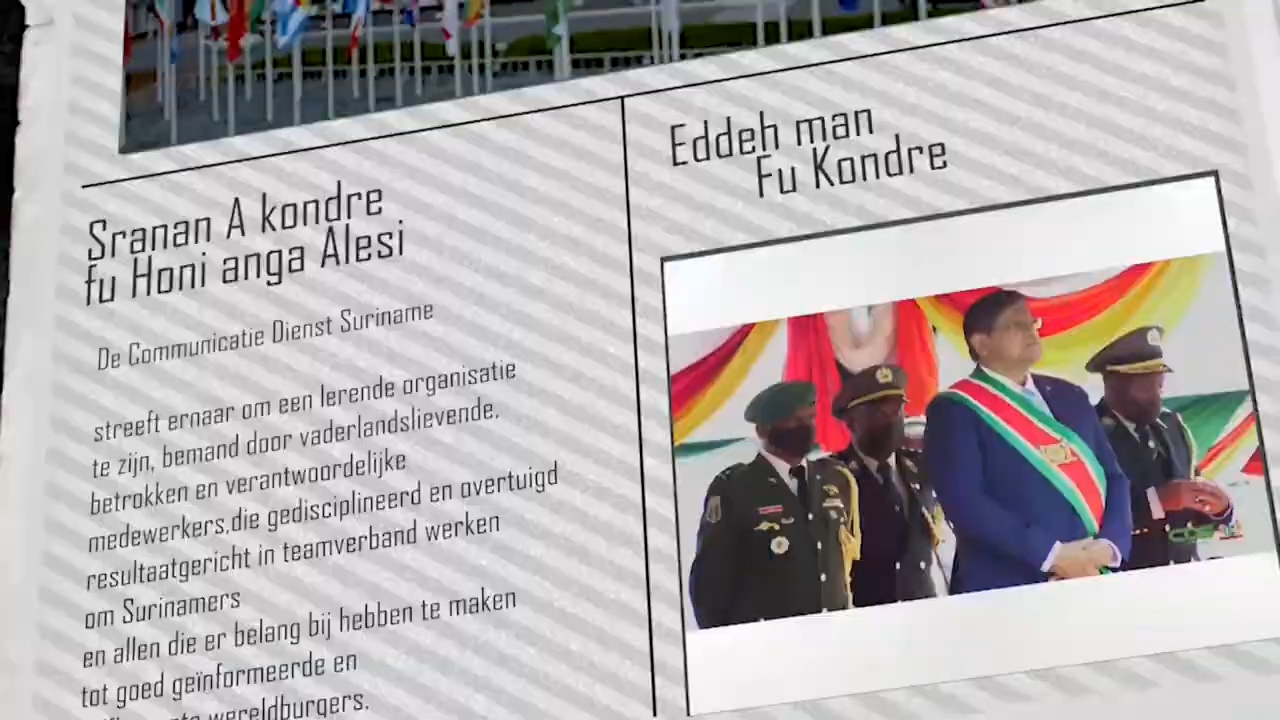 Sranan A kondre
fu Honi anga Alesi
De Communicatie Dienst Suriname
streeft ernaar om een lerende organisatie
te zijn, bemand door vaderlandslievende,
betrokken en verantwoordelijke
medewerkers,die gedisciplineerd en overtuigd
resultaatgericht in teamverband werken
om Surinamers
en allen die er belang bij hebben te maken
tot goed geïnformeerde en
wereldburgers.
Eddeh man
Fu Kondre